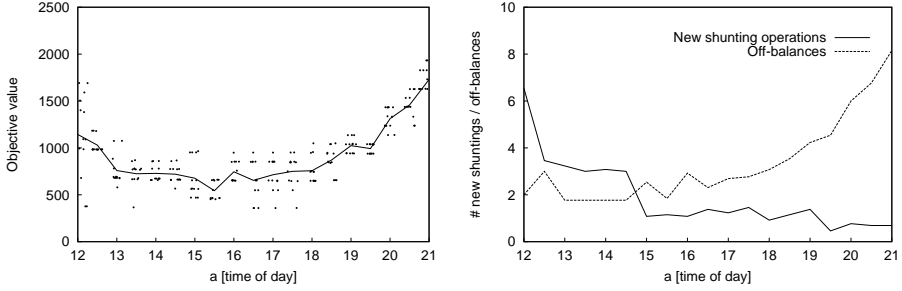 2500
2000
1500
1000
500
0
12 13 14 15 16 17 18 19 20 21
Objective value
a [time of day]
10
8
6
4
2
0
12 13 14 15 16 17 18 19 20 21
# new shuntings / off-balances
a [time of day]
New shunting operations
Off-balances